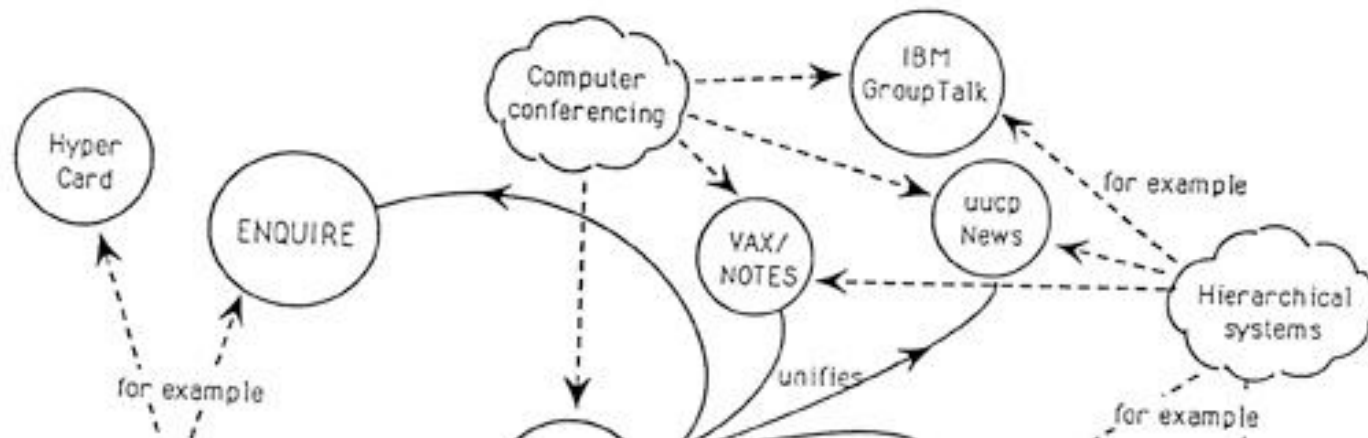 IBM
GroupTalk
Computer
conferencing
Hyper
Card
ENQUIRE
VAX/
NOTES
uucp
News
for example
Hierarchical
systems
unifies
for example
for example